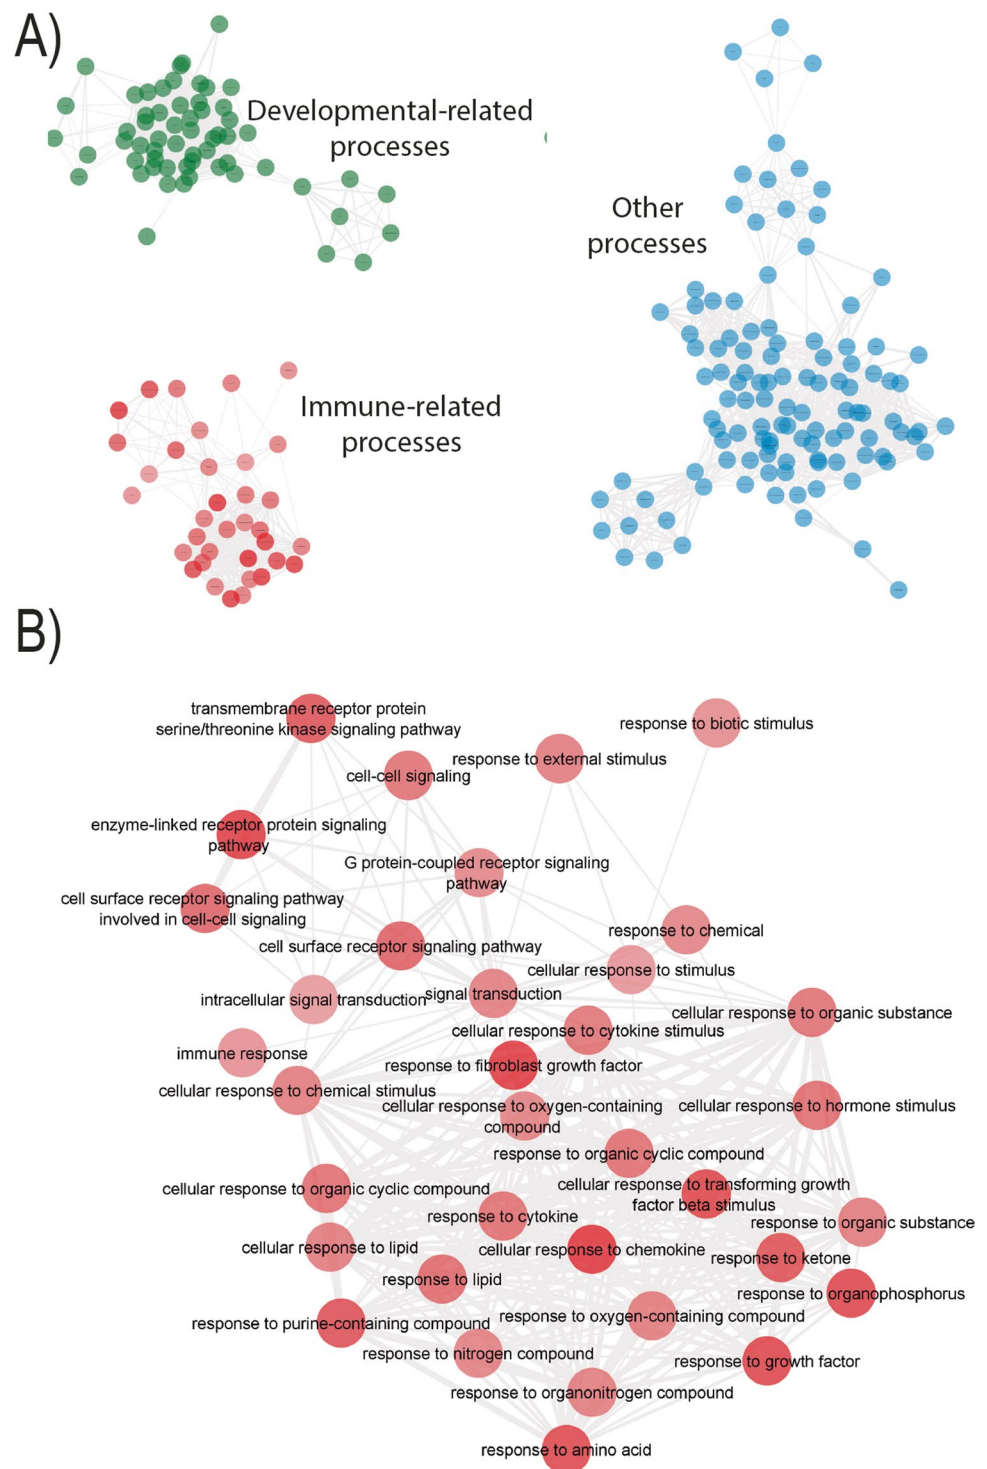 A)
Developmental-related
processes
Other
processes
Immune-related
processes
B)
transmembrane receptor protein
serine/threonine kinase signaling pathway
response to biotic stimulus
response to external stimulus
cell-cell signaling
enzyme-linked receptor protein signaling
pathway
G protein-coupled receptor signaling
pathway
cell surface receptor signaling pathway
involved in cell-cell signaling
response to chemical
cell surface receptor signaling pathway
cellular response to stimulus
intracellular signal transduction
signal transduction
cellular response to organic substance
cellular response to cytokine stimulus
immune response
response to fibroblast growth factor
cellular response to chemical stimulus
cellular response to oxygen-containing
compound
cellular response to hormone stimulus
response to organic cyclic compound
cellular response to organic cyclic compound
cellular response to transforming growth
factor beta stimulus
response to cytokine
response to organic substance
cellular response to lipid
cellular response to chemokine
response to ketone
response to lipid
response to organophosphorus
response to purine-containing compound
response to oxygen-containing compound
response to nitrogen compound
response to growth factor
response to organonitrogen compound
response to amino acid